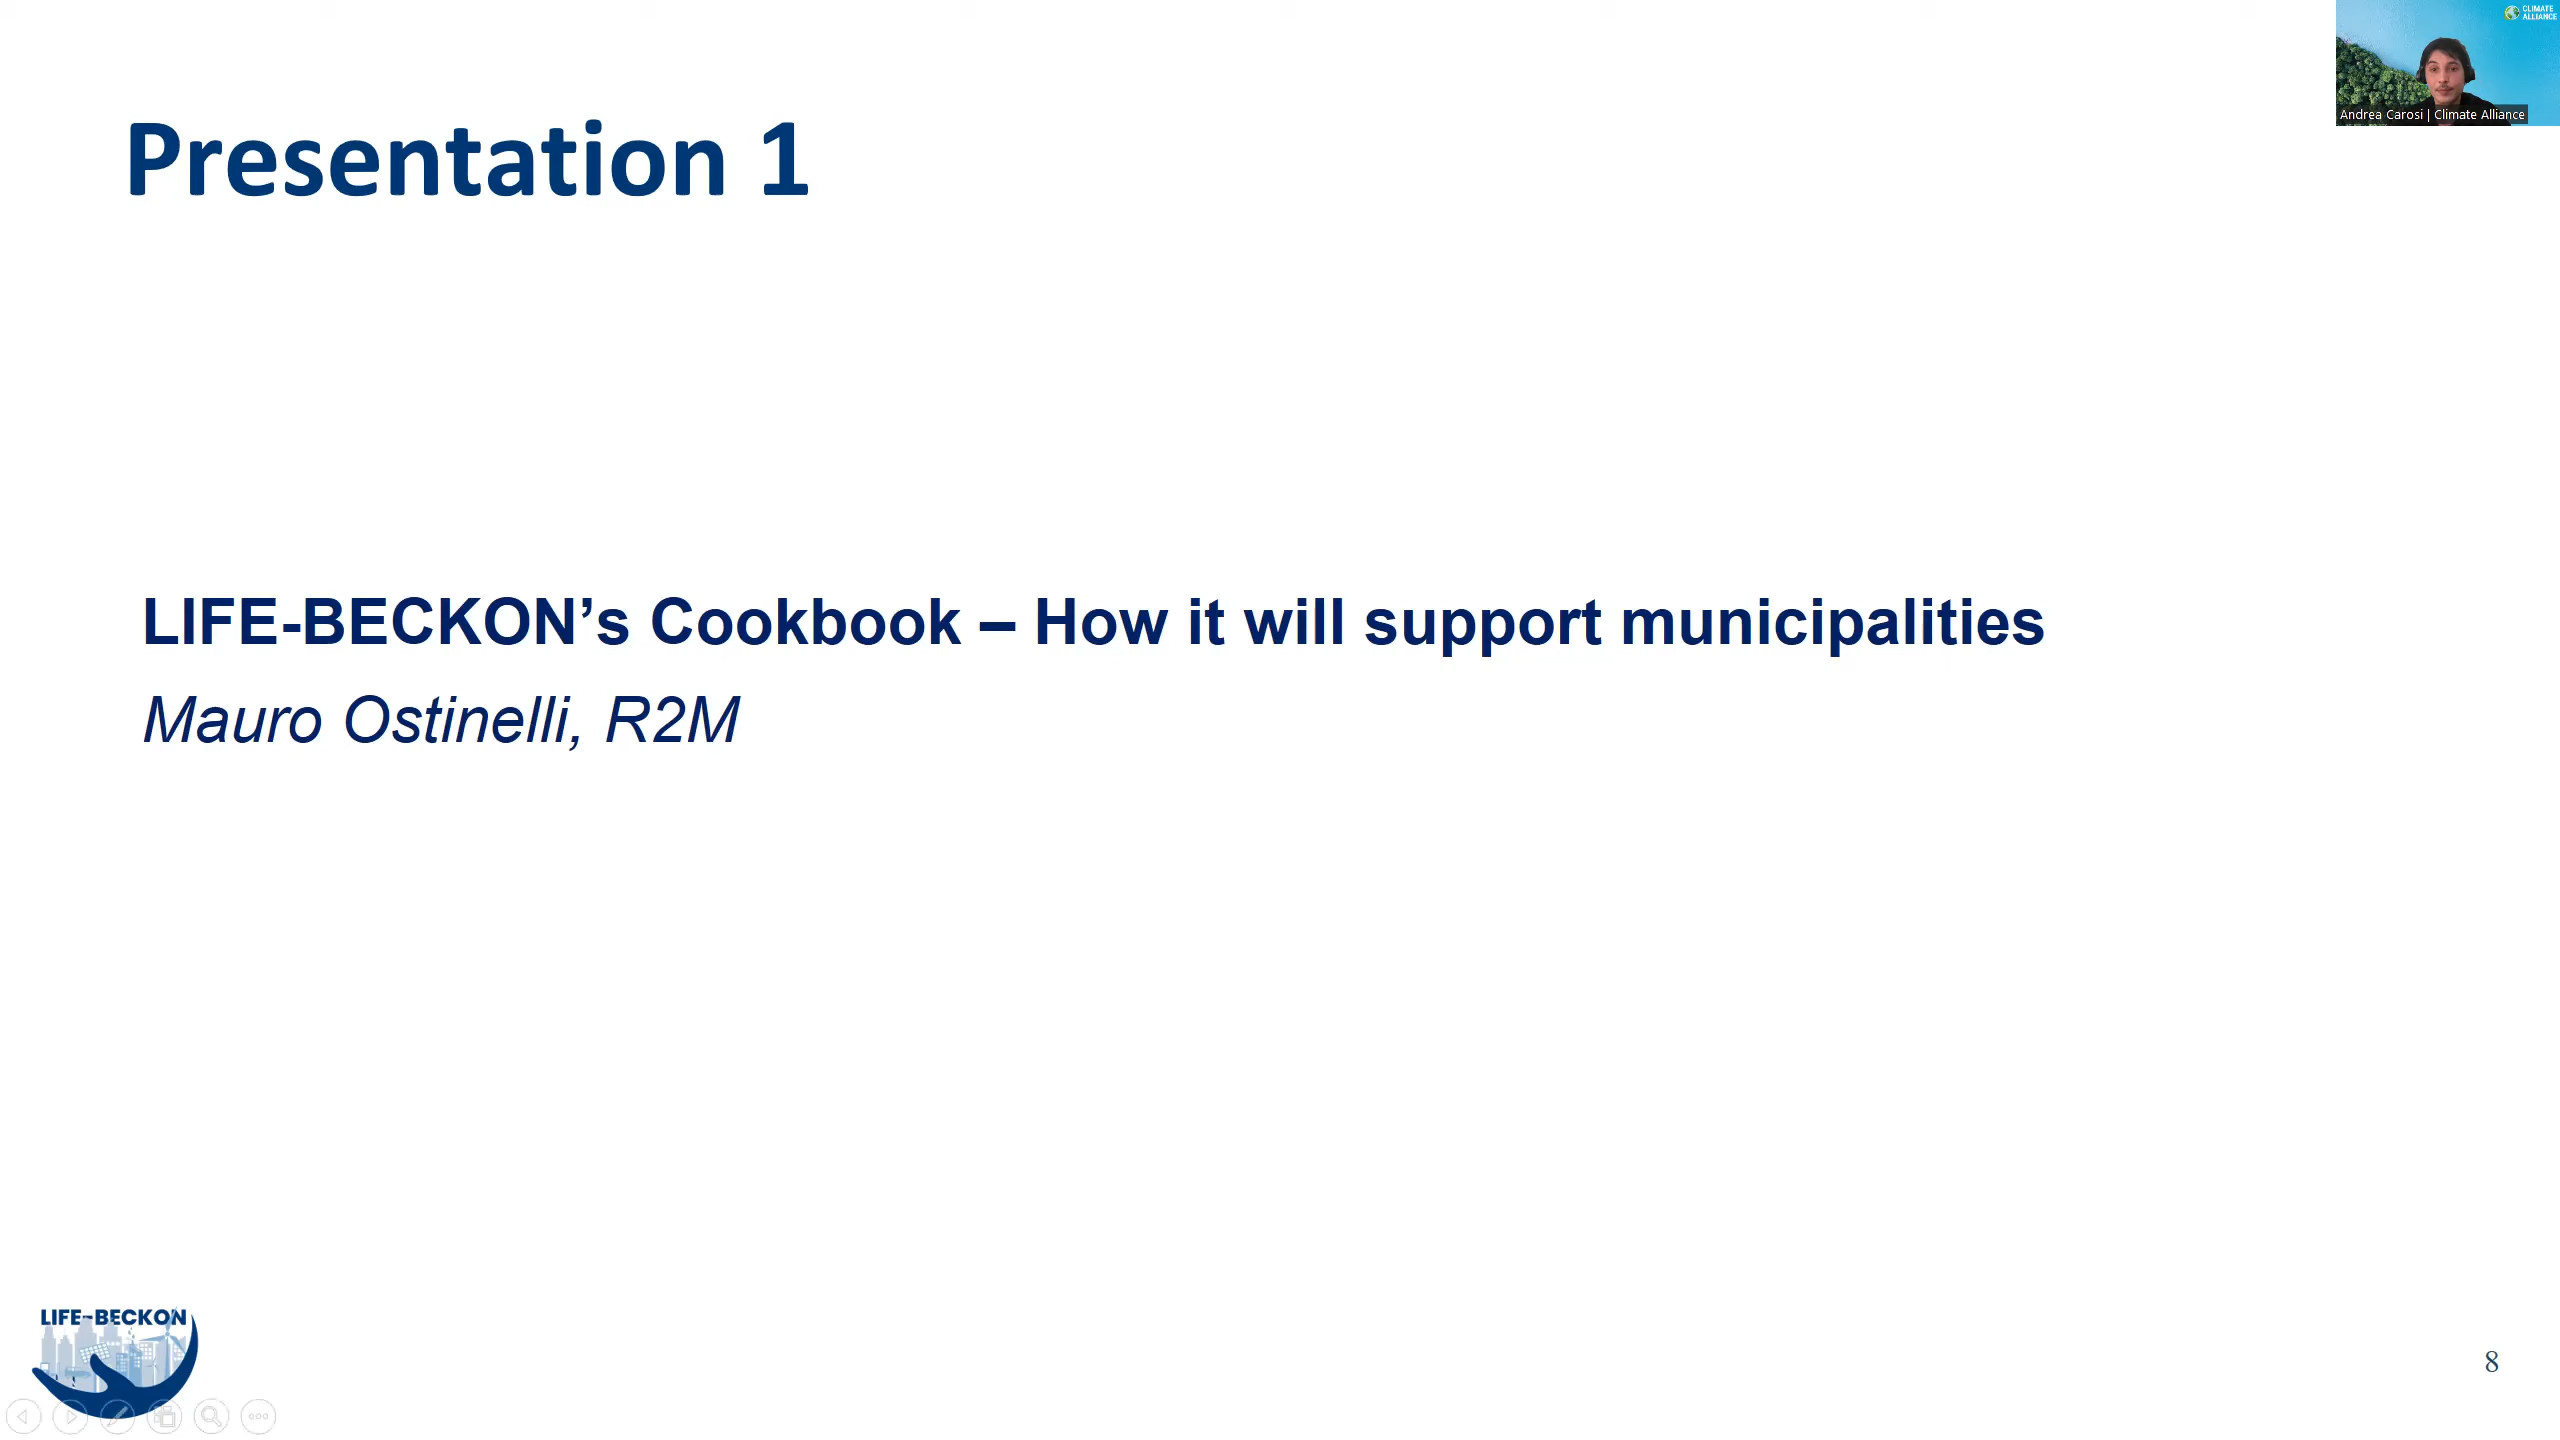 CLIMATE
ALLIANCE
Andrea Carosi | Climate Alliance
Presentation 1
LIFE-BECKON’s Cookbook – How it will support municipalities
Mauro Ostinelli, R2M
LIFE-BECKON
8